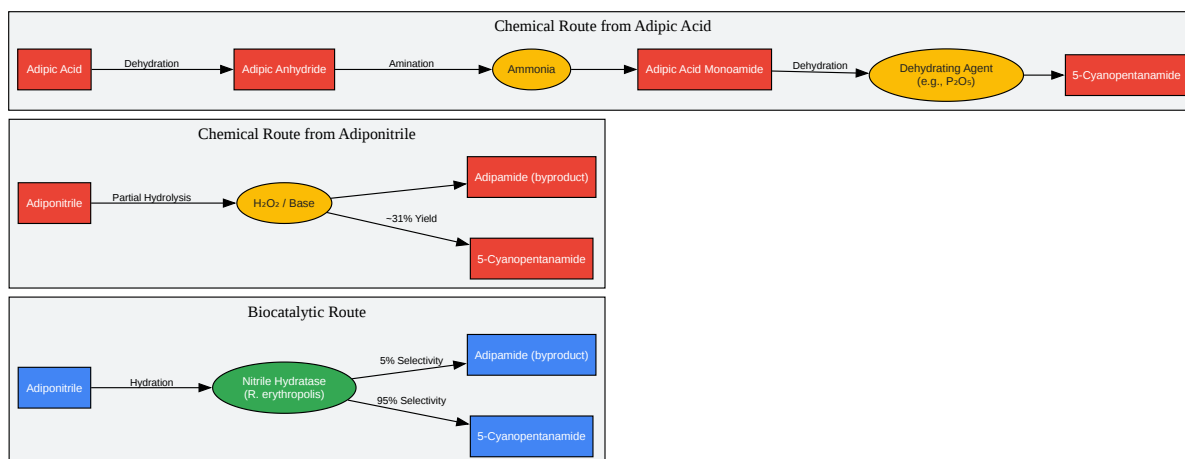 Chemical Route from Adipic Acid
Adipic Acid
Dehydration
Adipic Anhydride
Amination
Ammonia
Adipic Acid Monoamide
Dehydration
Dehydrating Agent
(e.g., P₂O₅)
5-Cyanopentanamide
Chemical Route from Adiponitrile
Adiponitrile
Partial Hydrolysis
H₂O₂ / Base
Adipamide (byproduct)
~31% Yield
5-Cyanopentanamide
Biocatalytic Route
Adiponitrile
Hydration
Nitrile Hydratase
(R. erythropolis)
5% Selectivity
Adipamide (byproduct)
95% Selectivity
5-Cyanopentanamide